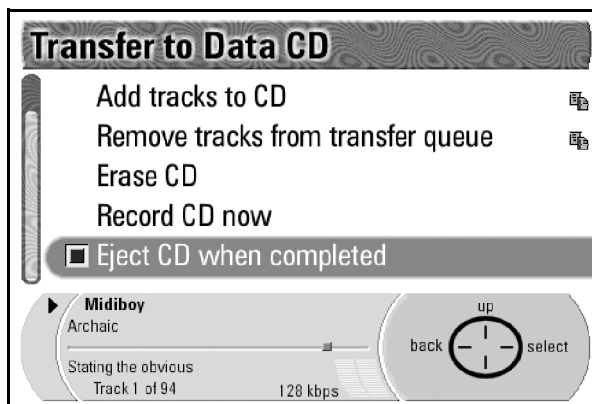 Transfer to Data CD
Add tracks to CD
Remove tracks from transfer queue
Erase CD
Record CD now
Eject CD when completed
Midiboy
Archaic
Stating the obvious
Track 1 of 94 128 kbps
up
back select